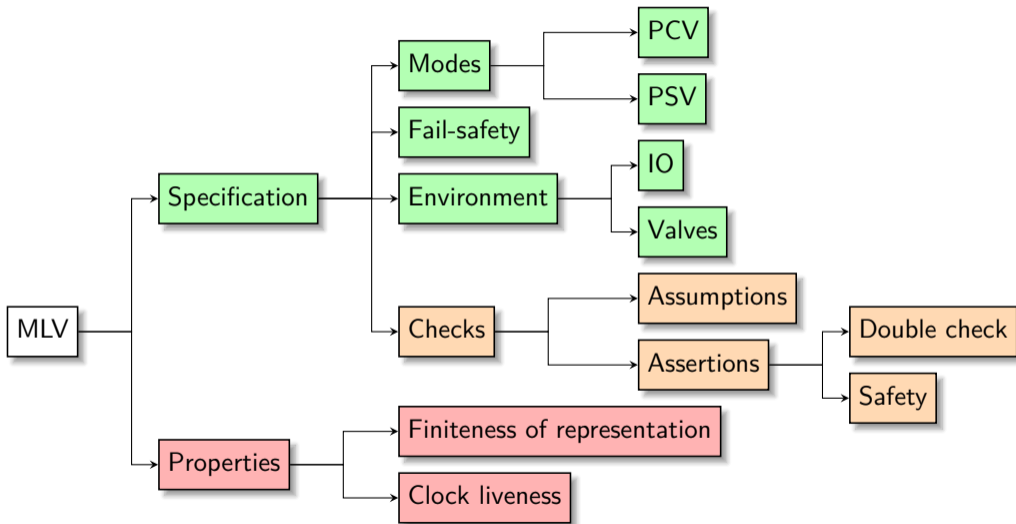 MLV
Specification
Modes
PCV
PSV
Fail-safety
Environment
IO
Valves
Checks
Assumptions
Assertions
Double check
Safety
Properties
Finiteness of representation
Clock liveness